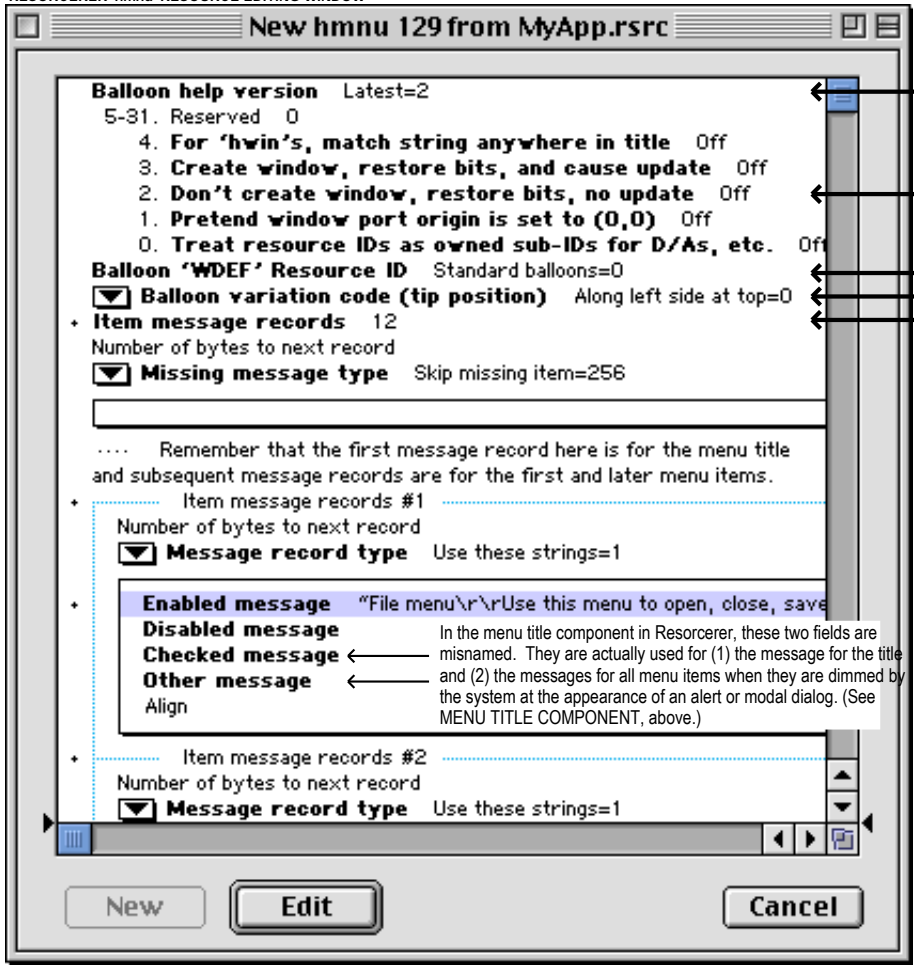 RESORCERER 'hmnu' RESOURCE EDITING WINDOW
New hmnu 129 from MyApp.rsrc
Balloon help version Latest=2
5-31. Reserved 0
4. For 'hwin's, match string anywhere in title Off
3. Create window, restore bits, and cause update Off
2. Don't create window, restore bits, no update Off
1. Pretend window port origin is set to (0,0) Off
0. Treat resource IDs as owned sub-IDs for D/As, etc. Off
Balloon 'WDEF' Resource ID Standard balloons=0
Balloon variation code (tip position) Along left side at top=0
Item message records 12
Number of bytes to next record
Missing message type Skip missing item=256
···· Remember that the first message record here is for the menu title
and subsequent message records are for the first and later menu items.
Item message records #1
Number of bytes to next record
Message record type Use these strings=1
Enabled message "File menu\r\rUse this menu to open, close, save
Disabled message
Checked message
Other message
Align
In the menu title component in Resorcerer, these two fields are
misnamed. They are actually used for (1) the message for the title
and (2) the messages for all menu items when they are dimmed by
the system at the appearance of an alert or modal dialog. (See
MENU TITLE COMPONENT, above.)
Item message records #2
Number of bytes to next record
Message record type Use these strings=1
New
Edit
Cancel